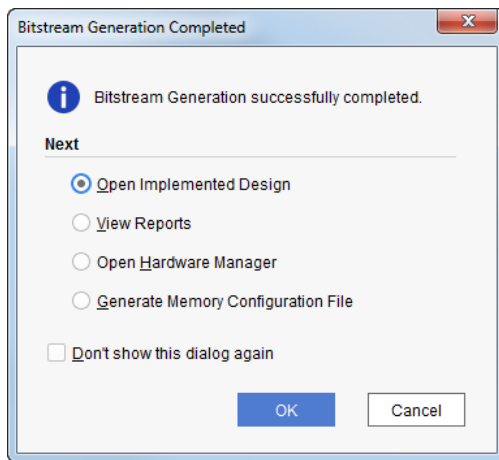 Bitstream Generation Completed
Bitstream Generation successfully completed.
Next
Open Implemented Design
View Reports
Open Hardware Manager
Generate Memory Configuration File
Don't show this dialog again
OK
Cancel